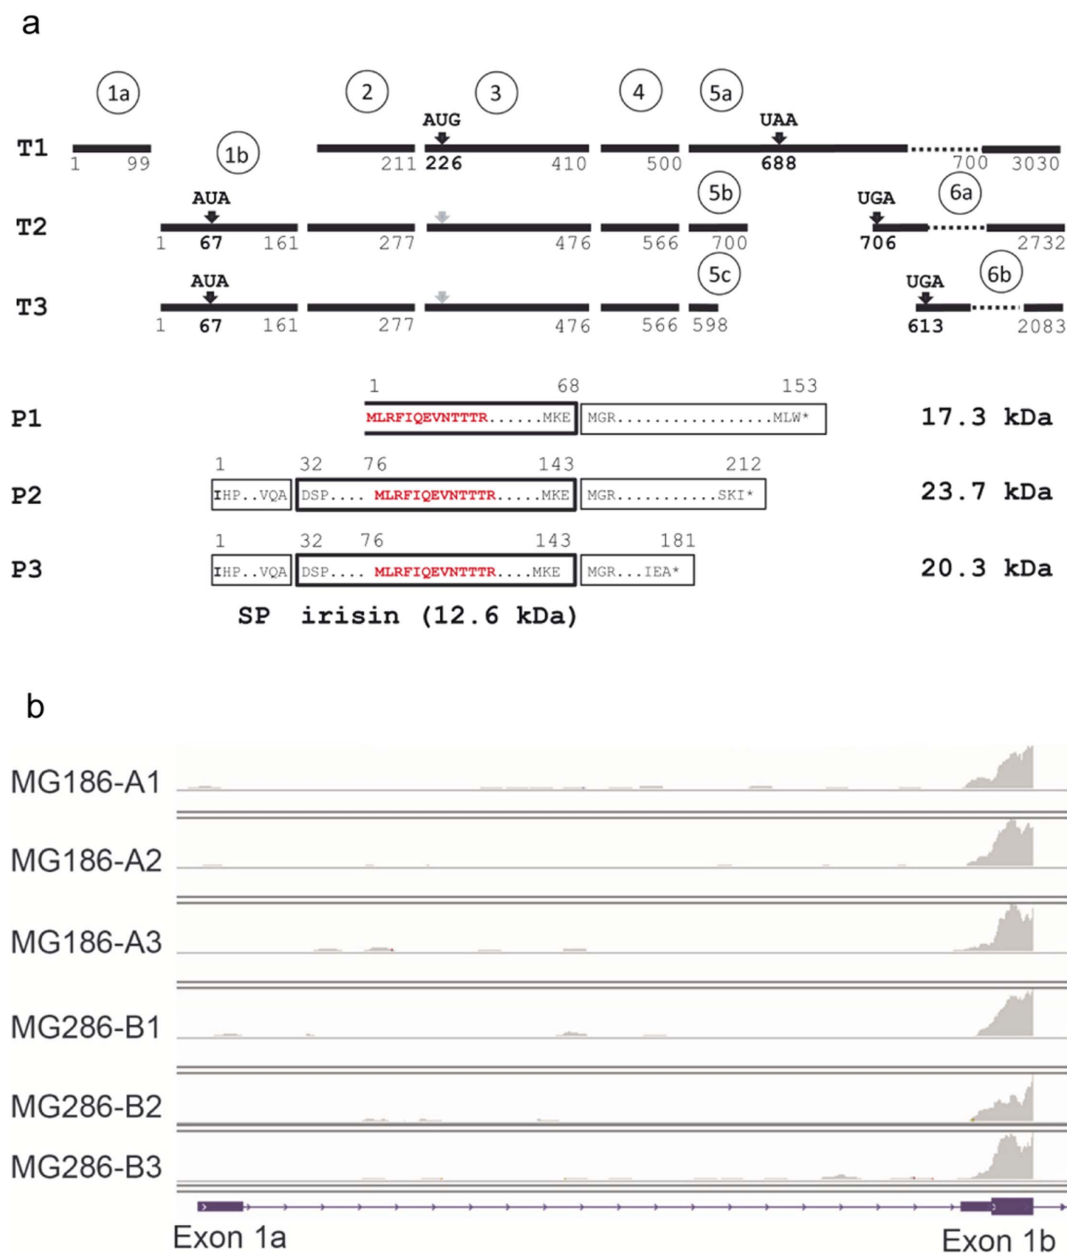 a
1a 2 3 4 5a
AUG UAA
T1
1 99 1b 211 226 410 500 688 700 3030
AUA 5b UGA 6a
T2
1 67 161 277 476 566 700 706 2732
AUA 5c UGA 6b
T3
1 67 161 277 476 566 598 613 2083
1 68 153
P1 MLRFIQEVNTTTR......MKE MGR................MLW* 17.3 kDa
1 32 76 143 212
P2 IHP..VQA DSP.... MLRFIQEVNTTTR.....MKE MGR...........SKI* 23.7 kDa
1 32 76 143 181
P3 IHP..VQA DSP.... MLRFIQEVNTTTR....MKE MGR...IEA* 20.3 kDa
SP irisin (12.6 kDa)
b
MG186-A1
MG186-A2
MG186-A3
MG286-B1
MG286-B2
MG286-B3
Exon 1a Exon 1b